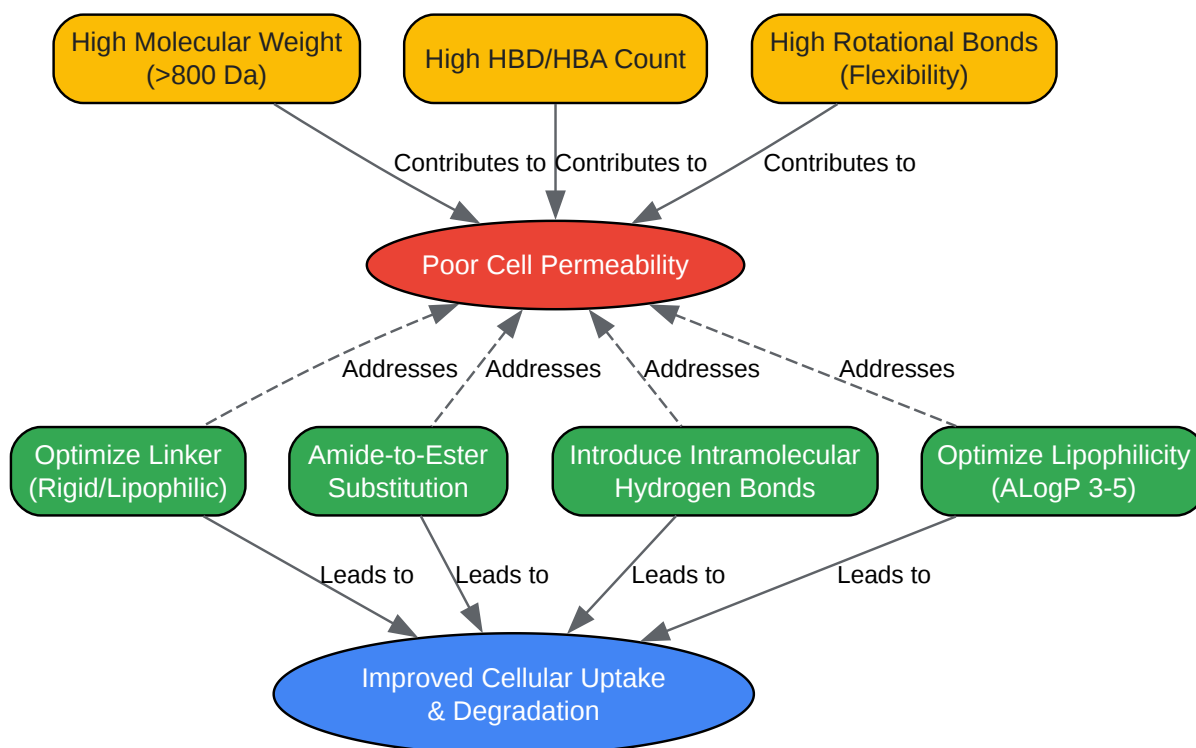 High Molecular Weight
(>800 Da)
High HBD/HBA Count
High Rotational Bonds
(Flexibility)
Contributes to
Contributes to
Contributes to
Poor Cell Permeability
Addresses
Addresses
Addresses
Addresses
Optimize Linker
(Rigid/Lipophilic)
Amide-to-Ester
Substitution
Introduce Intramolecular
Hydrogen Bonds
Optimize Lipophilicity
(ALogP 3-5)
Leads to
Leads to
Leads to
Leads to
Improved Cellular Uptake
& Degradation